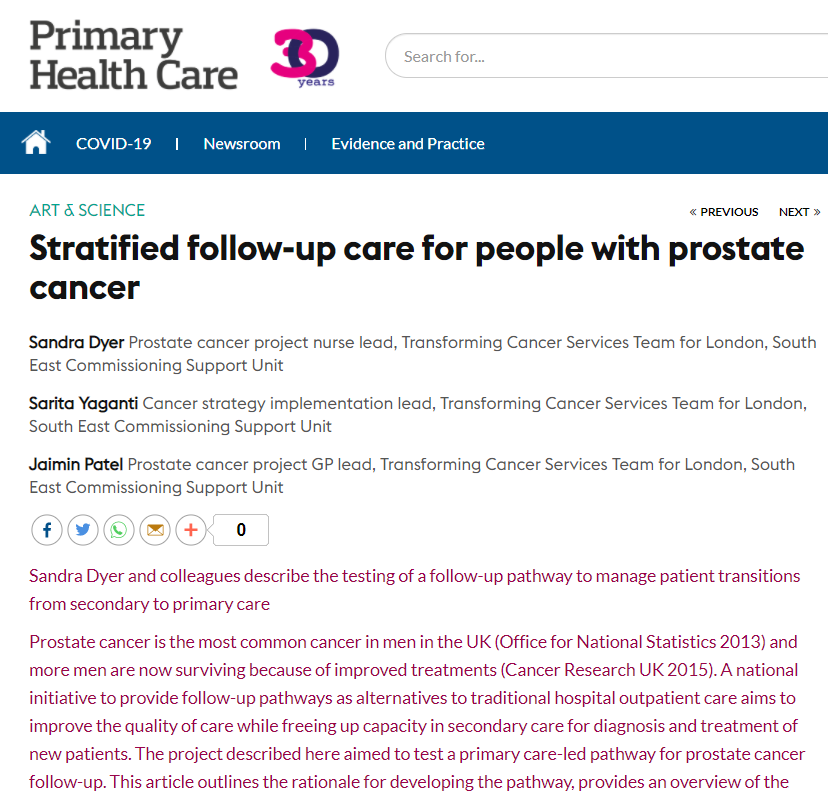 Primary
Health Care
30
years
Search for...
COVID-19 | Newsroom | Evidence and Practice
ART & SCIENCE
« PREVIOUS NEXT »
Stratified follow-up care for people with prostate
cancer
Sandra Dyer Prostate cancer project nurse lead, Transforming Cancer Services Team for London, South
East Commissioning Support Unit
Sarita Yaganti Cancer strategy implementation lead, Transforming Cancer Services Team for London,
South East Commissioning Support Unit
Jaimin Patel Prostate cancer project GP lead, Transforming Cancer Services Team for London, South
East Commissioning Support Unit
0
Sandra Dyer and colleagues describe the testing of a follow-up pathway to manage patient transitions
from secondary to primary care
Prostate cancer is the most common cancer in men in the UK (Office for National Statistics 2013) and
more men are now surviving because of improved treatments (Cancer Research UK 2015). A national
initiative to provide follow-up pathways as alternatives to traditional hospital outpatient care aims to
improve the quality of care while freeing up capacity in secondary care for diagnosis and treatment of
new patients. The project described here aimed to test a primary care-led pathway for prostate cancer
follow-up. This article outlines the rationale for developing the pathway, provides an overview of the